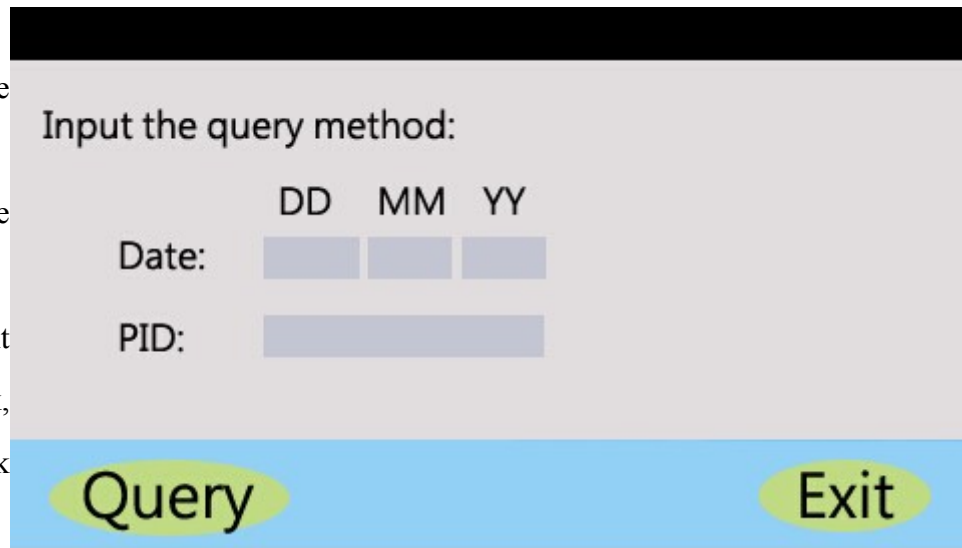 Input the query method:
DD MM YY
Date:
PID:
Query Exit